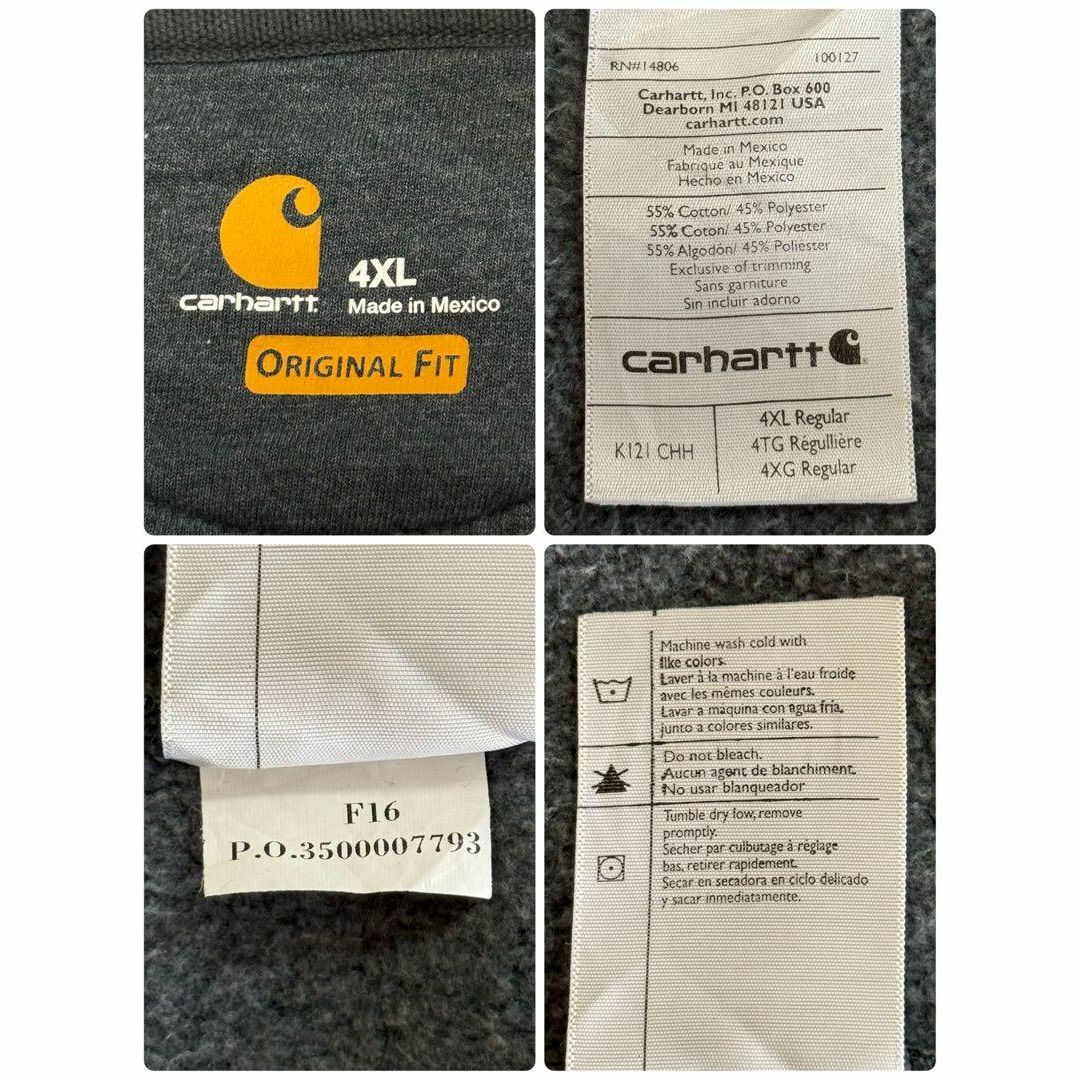 carhartt.
4XL
Made in Mexico
ORIGINAL FIT
RN#14806 100127
Carhartt, Inc. P.O. Box 600
Dearborn MI 48121 USA
carhartt.com
Made in Mexico
Fabriqué au Mexique
Hecho en México
55% Cotton/ 45% Polyester
55% Coton/ 45% Polyester
55% Algodón/ 45% Poliéster
Exclusive of trimming
Sans garniture
Sin incluir adorno
carhartt
K121 CHH
4XL Regular
4TG Régullière
4XG Regular
F16
P.O.3500007793
Machine wash cold with
like colors.
Laver à la machine à l'eau froide
avec les mêmes couleurs.
Lavar a maquina con agua fría,
junto a colores similares.
Do not bleach.
Aucun agent de blanchiment.
No usar blanqueador
Tumble dry low, remove
promptly.
Sécher par culbutage à réglage
bas, retirer rapidement.
Secar en secadora en ciclo delicado
y sacar inmediatamente.